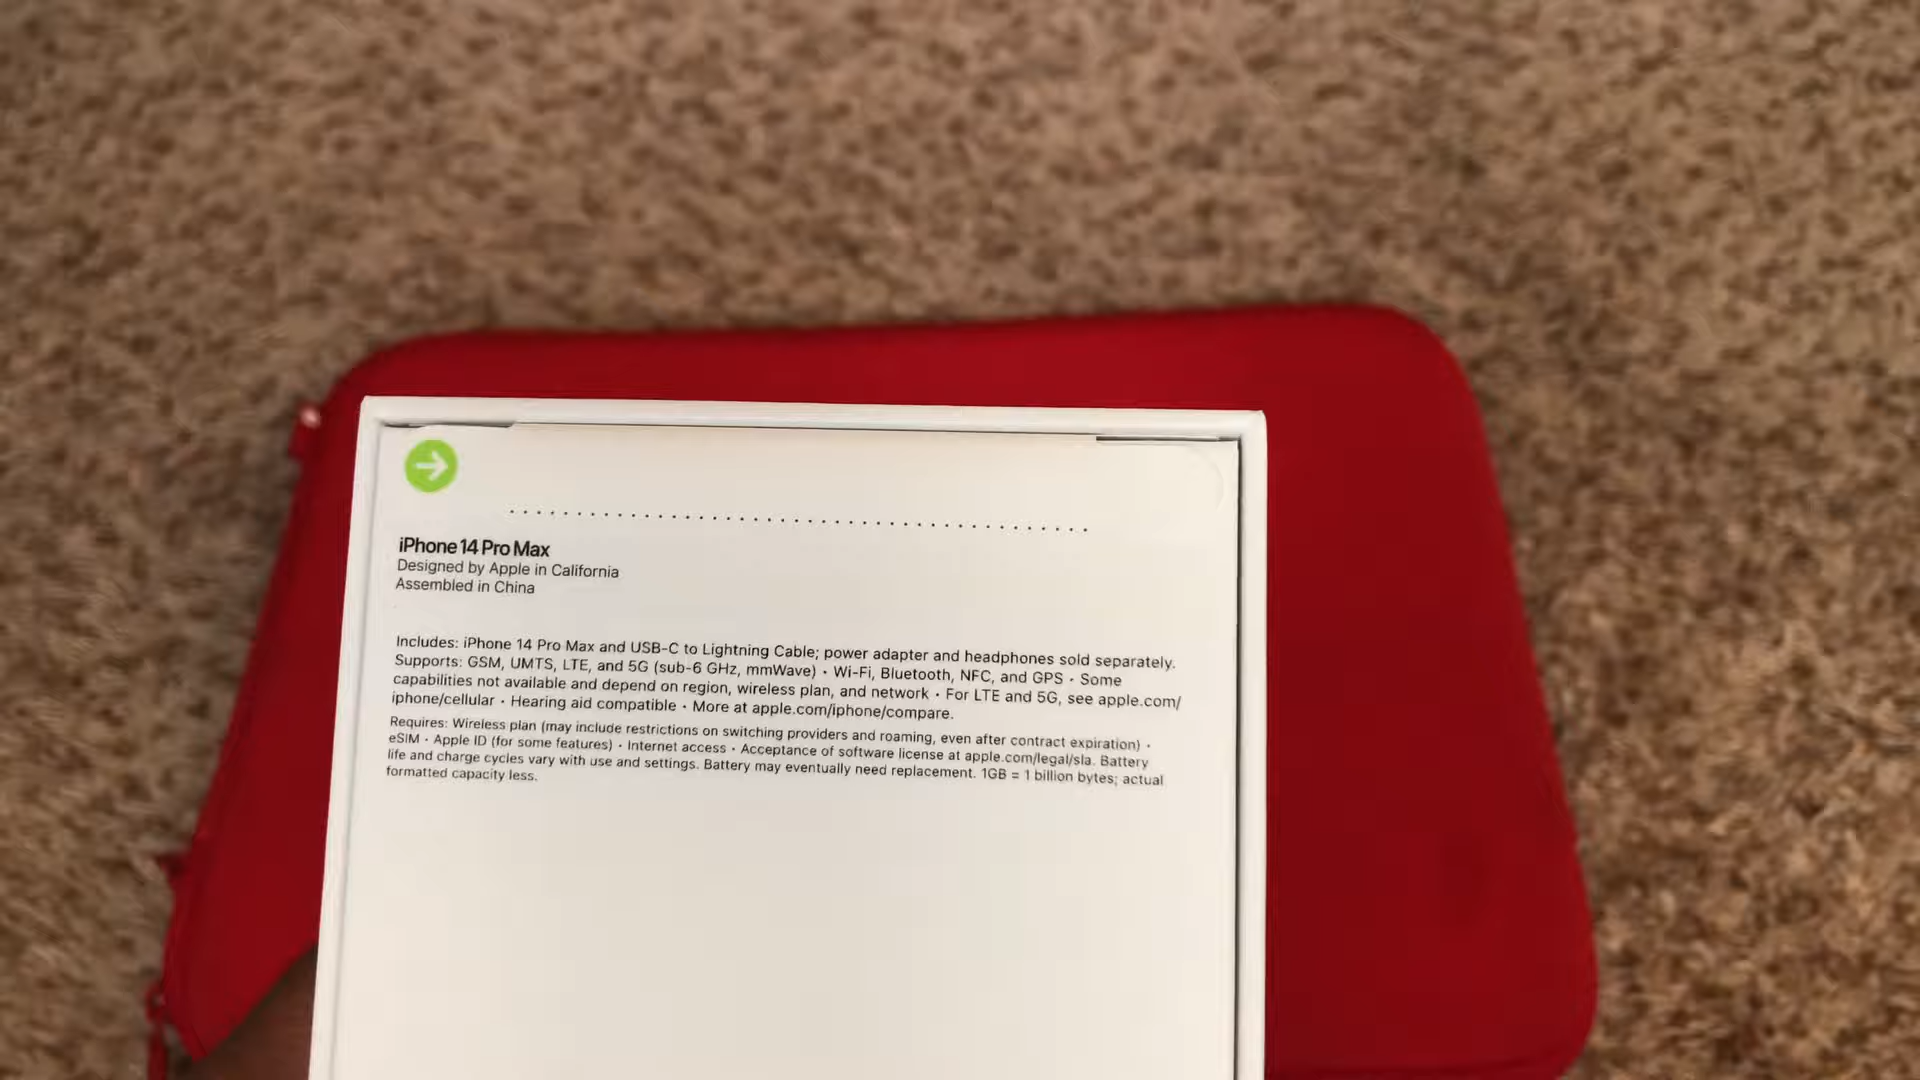 iPhone 14 Pro Max
Designed by Apple in California
Assembled in China
Includes: iPhone 14 Pro Max and USB-C to Lightning Cable; power adapter and headphones sold separately.
Supports: GSM, UMTS, LTE, and 5G (sub-6 GHz, mmWave) • Wi-Fi, Bluetooth, NFC, and GPS • Some
capabilities not available and depend on region, wireless plan, and network • For LTE and 5G, see apple.com/
iphone/cellular • Hearing aid compatible • More at apple.com/iphone/compare.
Requires: Wireless plan (may include restrictions on switching providers and roaming, even after contract expiration) •
eSIM • Apple ID (for some features) • Internet access • Acceptance of software license at apple.com/legal/sla. Battery
life and charge cycles vary with use and settings. Battery may eventually need replacement. 1GB = 1 billion bytes; actual
formatted capacity less.